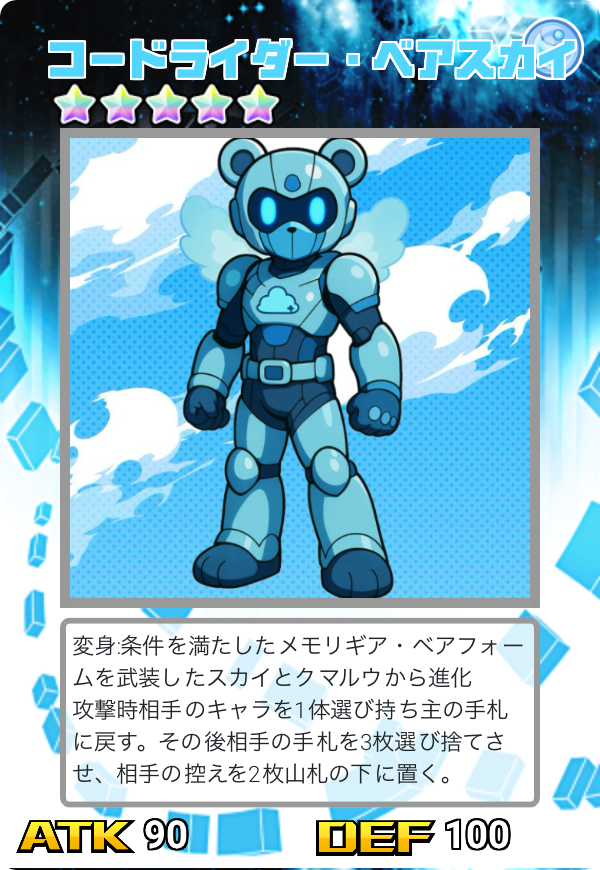 コードライダー・ベアスカイ
変身:条件を満たしたメモリギア・ベアフォー
ムを武装したスカイとクマルウから進化
攻撃時相手のキャラを1体選び持ち主の手札
に戻す。その後相手の手札を3枚選び捨てさ
せ、相手の控えを2枚山札の下に置く。
ATK 90 DEF 100